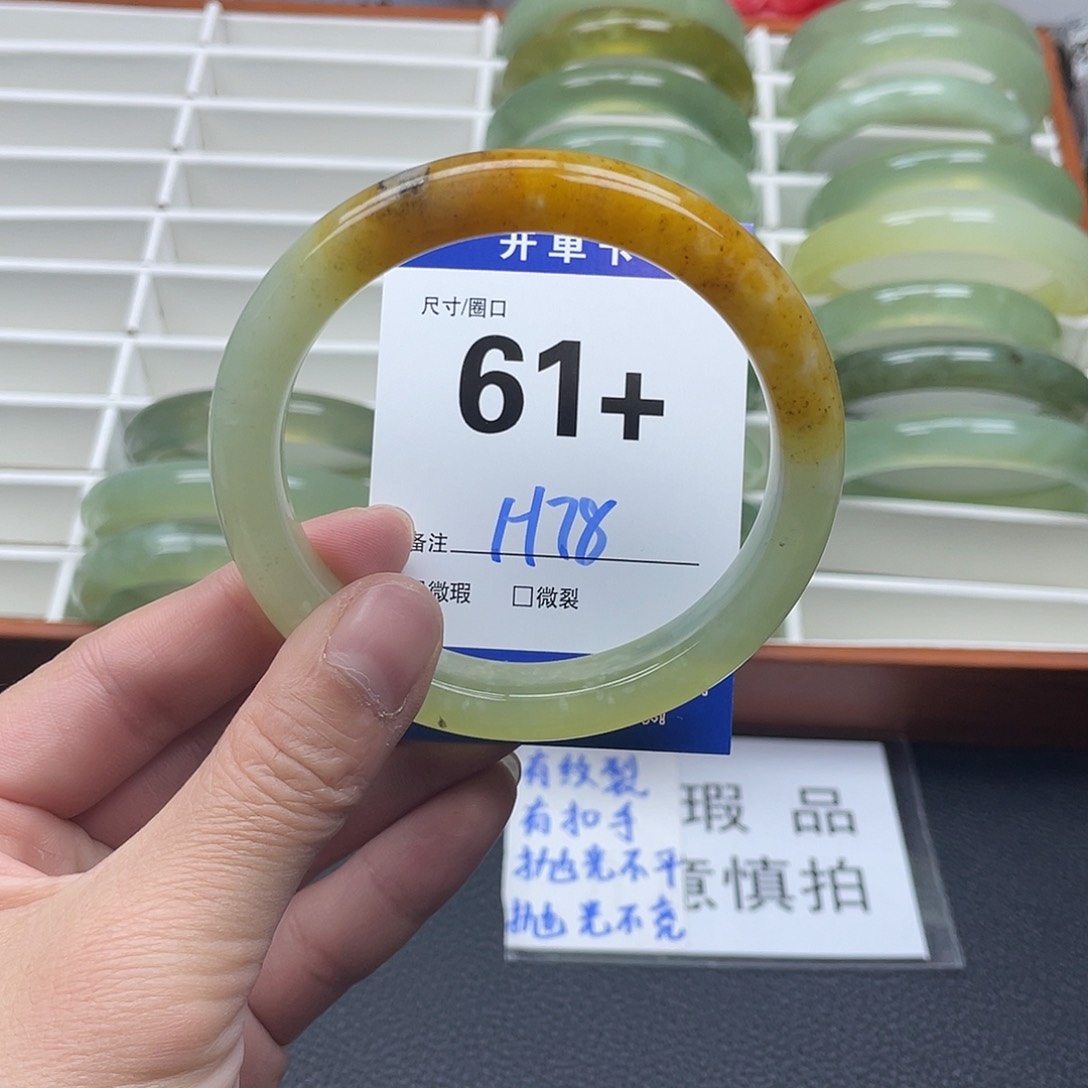 开单卡
尺寸/圈口
61+
备注 H78
微瑕 □微裂
有纹裂
有扣手
抛光不平
抛光不亮
瑕 品
意慎拍